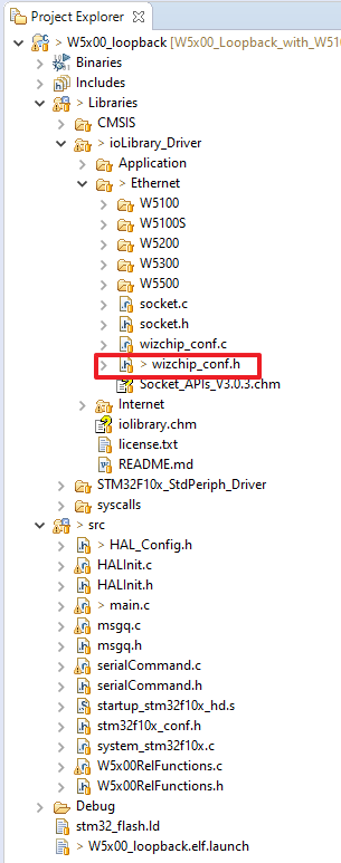 Project Explorer
> W5x00_loopback [W5x00_Loopback_with_W510
Binaries
Includes
> Libraries
CMSIS
> ioLibrary_Driver
> Application
> Ethernet
W5100
W5100S
W5200
W5300
W5500
socket.c
socket.h
wizchip_conf.c
> wizchip_conf.h
Socket_APIs_V3.0.3.chm
> Internet
iolibrary.chm
license.txt
README.md
STM32F10x_StdPeriph_Driver
> syscalls
> src
> HAL_Config.h
HALInit.c
HALInit.h
> main.c
msgq.c
msgq.h
serialCommand.c
serialCommand.h
startup_stm32f10x_hd.s
stm32f10x_conf.h
system_stm32f10x.c
W5x00RelFunctions.c
W5x00RelFunctions.h
Debug
stm32_flash.ld
> W5x00_loopback.elf.launch